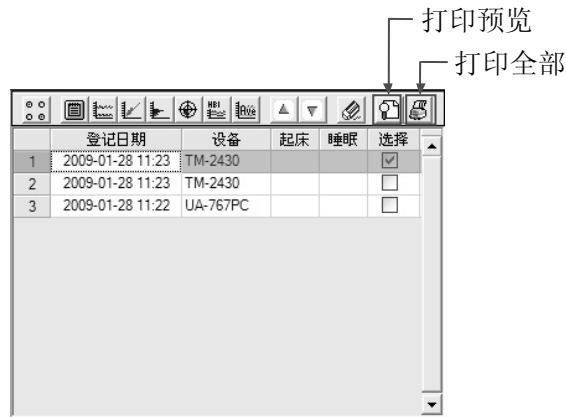 打印预览
打印全部
HBI
Ave
登记日期 设备 起床 睡眠 选择
1 2009-01-28 11:23 TM-2430
2 2009-01-28 11:23 TM-2430
3 2009-01-28 11:22 UA-767PC